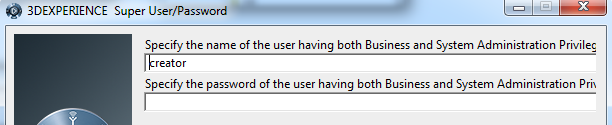 3DEXPERIENCE Super User/Password
Specify the name of the user having both Business and System Administration
creator
Specify the password of the user having both Business and System Administration